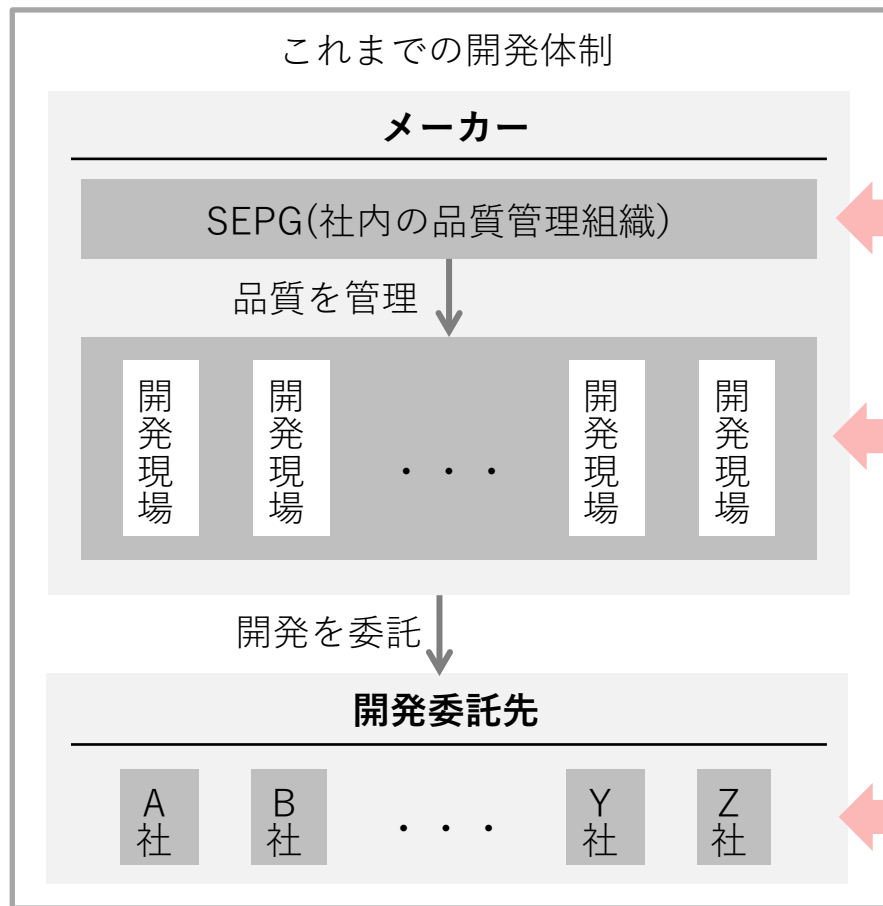 これまでの開発体制
メーカー
SEPG(社内の品質管理組織)
品質を管理
開発現場
開発現場
・・・
開発現場
開発現場
開発を委託
開発委託先
A社
B社
・・・
Y社
Z社